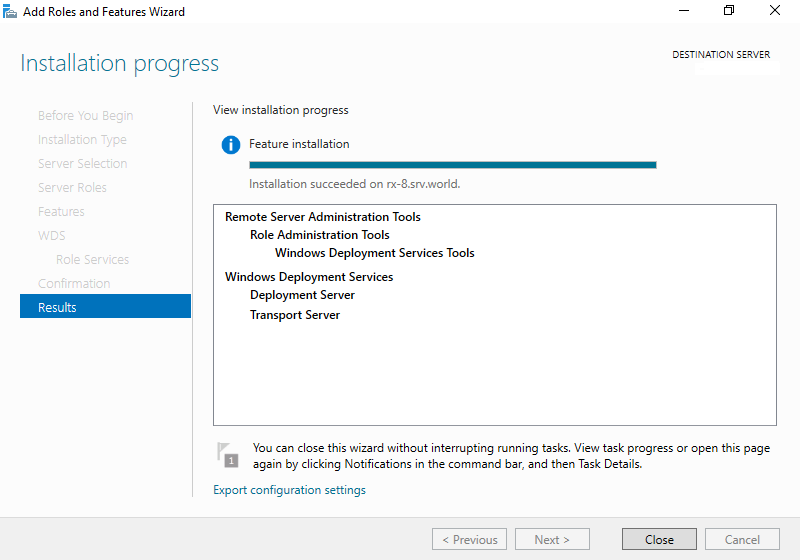 Add Roles and Features Wizard
Installation progress
DESTINATION SERVER
Before You Begin
Installation Type
Server Selection
Server Roles
Features
WDS
Role Services
Confirmation
Results
View installation progress
Feature installation
Installation succeeded on rx-8.srv.world.
Remote Server Administration Tools
Role Administration Tools
Windows Deployment Services Tools
Windows Deployment Services
Deployment Server
Transport Server
1
You can close this wizard without interrupting running tasks. View task progress or open this page
again by clicking Notifications in the command bar, and then Task Details.
Export configuration settings
< Previous
Next >
Close
Cancel